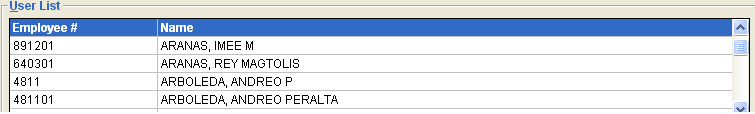 User List
Employee # Name
891201 ARANAS, IMEE M
640301 ARANAS, REY MAGTOLIS
4811 ARBOLEDA, ANDREO P
481101 ARBOLEDA, ANDREO PERALTA